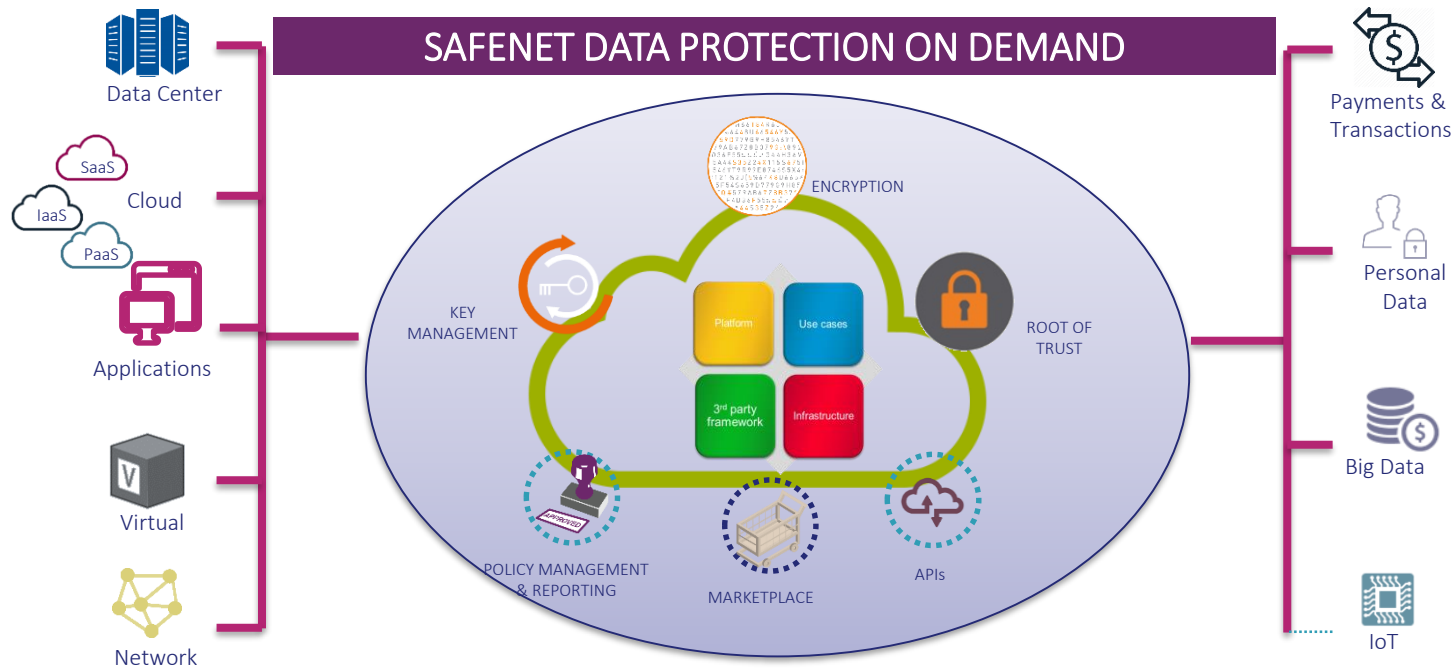 SAFENET DATA PROTECTION ON DEMAND
Data Center
SaaS
Cloud
IaaS
PaaS
Applications
V
Virtual
Network
ENCRYPTION
KEY
MANAGEMENT
ROOT OF
TRUST
Platform
Use cases
3rd party
framework
Infrastructure
APPROVED
POLICY MANAGEMENT
& REPORTING
MARKETPLACE
APIs
$
Payments &
Transactions
Personal
Data
$
Big Data
IoT